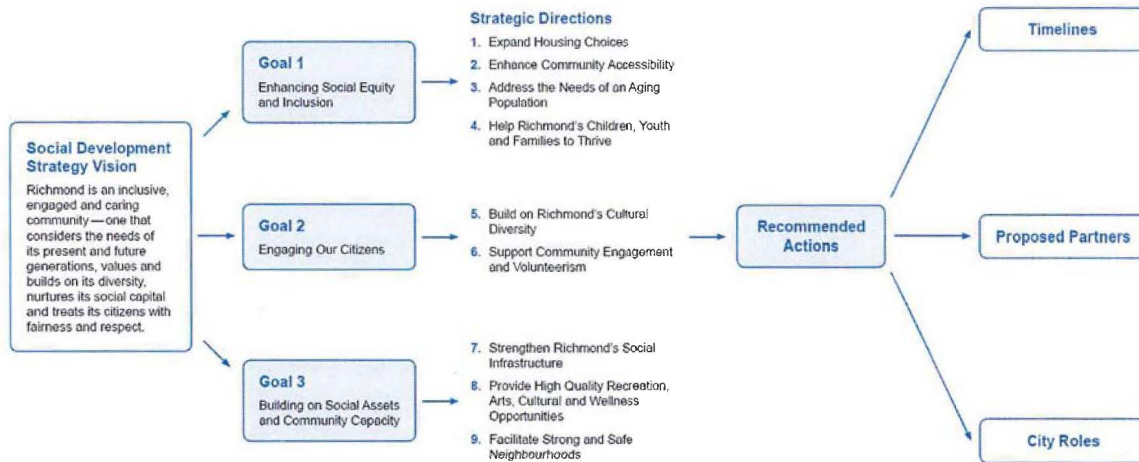 Social Development
Strategy Vision
Richmond is an inclusive,
engaged and caring
community—one that
considers the needs of
its present and future
generations, values and
builds on its diversity,
nurtures its social capital
and treats its citizens with
fairness and respect.
Goal 1
Enhancing Social Equity
and Inclusion
Goal 2
Engaging Our Citizens
Goal 3
Building on Social Assets
and Community Capacity
Strategic Directions
1. Expand Housing Choices
2. Enhance Community Accessibility
3. Address the Needs of an Aging
Population
4. Help Richmond's Children, Youth
and Families to Thrive
5. Build on Richmond's Cultural
Diversity
6. Support Community Engagement
and Volunteerism
7. Strengthen Richmond's Social
Infrastructure
8. Provide High Quality Recreation,
Arts, Cultural and Wellness
Opportunities
9. Facilitate Strong and Safe
Neighbourhoods
Recommended
Actions
Timelines
Proposed Partners
City Roles